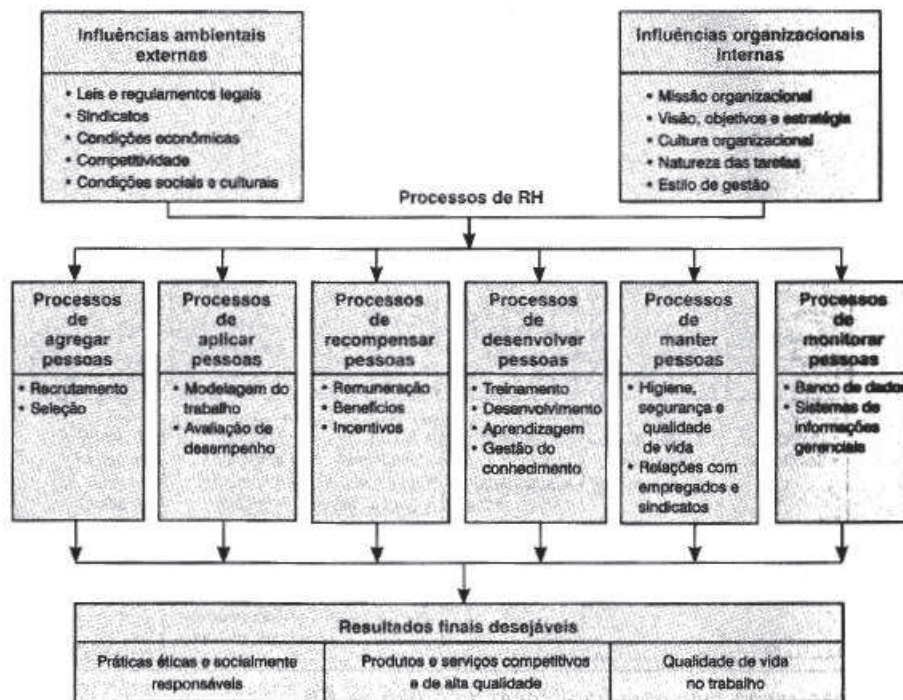 Influências ambientais
externas
• Leis e regulamentos legais
• Sindicatos
• Condições econômicas
• Competitividade
• Condições sociais e culturais
Influências organizacionais
internas
• Missão organizacional
• Visão, objetivos e estratégia
• Cultura organizacional
• Natureza das tarefas
• Estilo de gestão
Processos de RH
Processos
de
agregar
pessoas
• Recrutamento
• Seleção
Processos
de
aplicar
pessoas
• Modelagem do
trabalho
• Avaliação de
desempenho
Processos
de
recompensar
pessoas
• Remuneração
• Benefícios
• Incentivos
Processos
de
desenvolver
pessoas
• Treinamento
• Desenvolvimento
• Aprendizagem
• Gestão do
conhecimento
Processos
de
manter
pessoas
• Higiene,
segurança e
qualidade
de vida
• Relações com
empregados e
sindicatos
Processos
de
monitorar
pessoas
• Banco de dados
• Sistemas de
informações
gerenciais
Resultados finais desejáveis
Práticas éticas e socialmente
responsáveis
Produtos e serviços competitivos
e de alta qualidade
Qualidade de vida
no trabalho